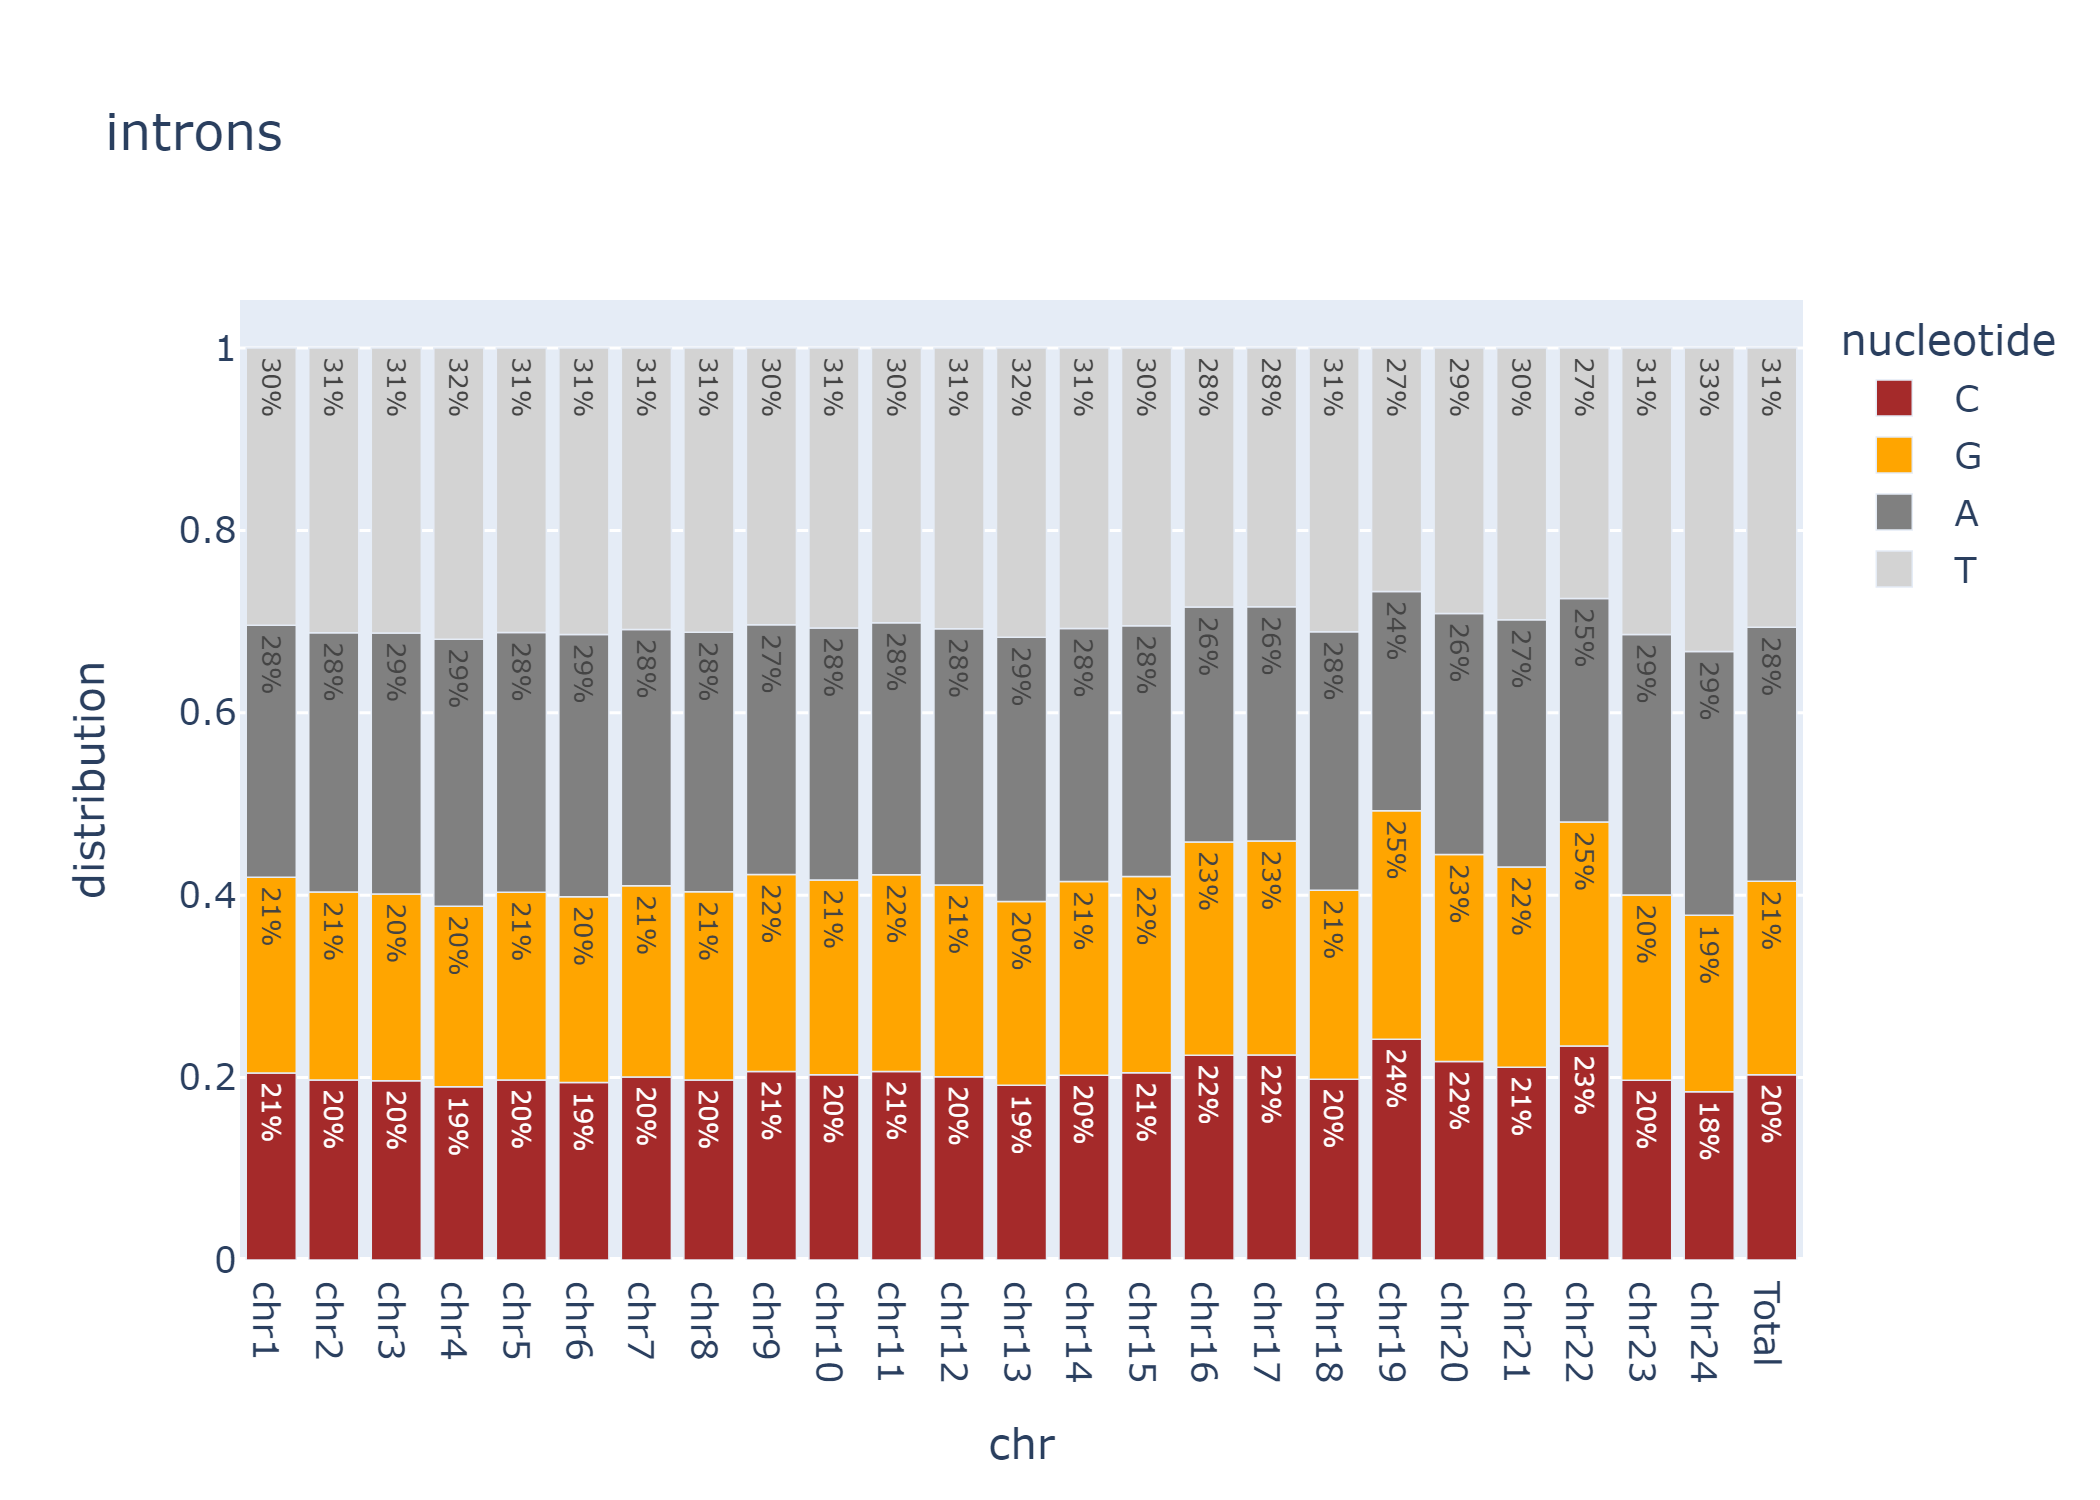 introns
nucleotide
C
G
A
T
distribution
1
0.8
0.6
0.4
0.2
0
30% 31% 31% 32% 31% 31% 31% 31% 30% 31% 30% 31% 32% 31% 30% 28% 28% 31% 27% 29% 30% 27% 31% 33% 31%
28% 28% 29% 29% 28% 29% 28% 28% 27% 28% 28% 28% 29% 28% 28% 26% 26% 28% 24% 26% 27% 25% 29% 29% 28%
21% 21% 20% 20% 21% 20% 21% 21% 22% 21% 22% 21% 20% 21% 22% 23% 23% 21% 25% 23% 22% 25% 20% 19% 21%
21% 20% 20% 19% 20% 19% 20% 20% 21% 20% 21% 20% 19% 20% 21% 22% 22% 20% 24% 22% 21% 23% 20% 18% 20%
chr1 chr2 chr3 chr4 chr5 chr6 chr7 chr8 chr9 chr10 chr11 chr12 chr13 chr14 chr15 chr16 chr17 chr18 chr19 chr20 chr21 chr22 chr23 chr24 Total
chr